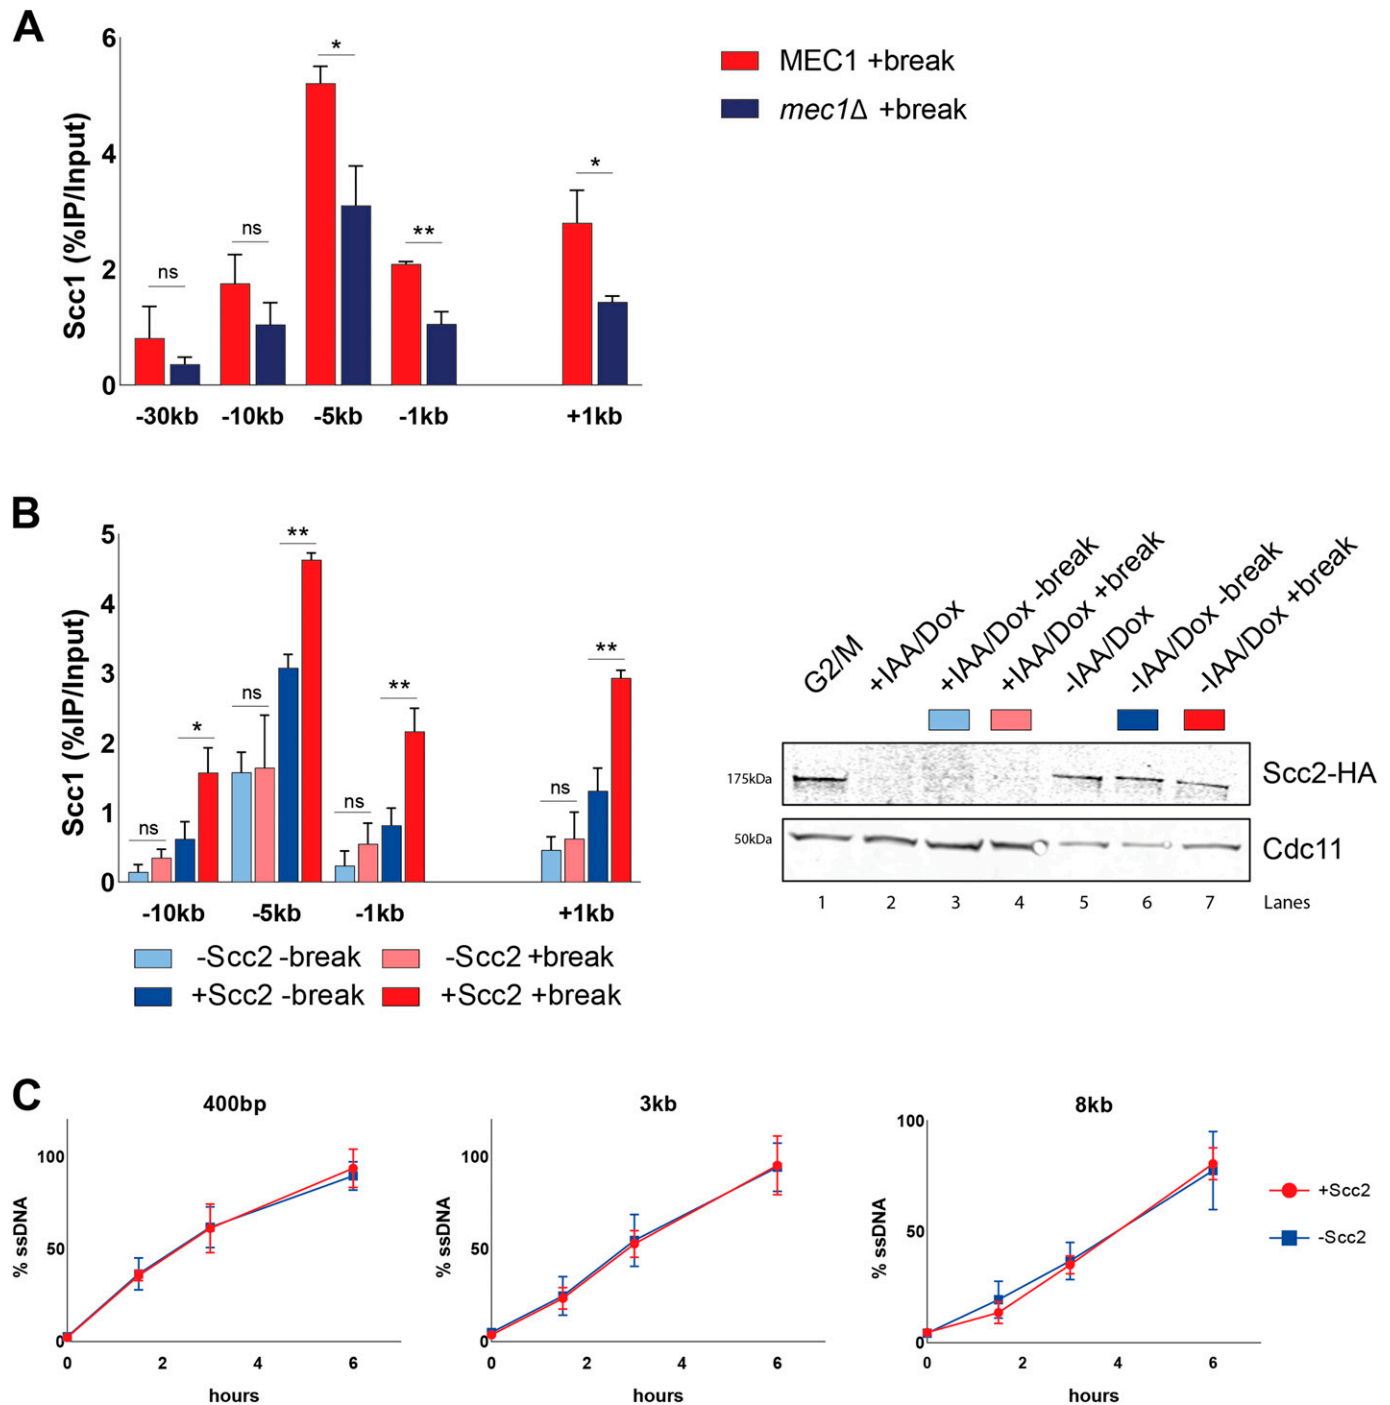 A
6
4
2
0
Scc1 (%IP/Input)
ns
ns
*
**
*
-30kb
-10kb
-5kb
-1kb
+1kb
MEC1 +break
mec1Δ +break
B
5
4
3
2
1
0
Scc1 (%IP/Input)
ns
*
ns
**
ns
**
ns
**
-10kb
-5kb
-1kb
+1kb
-Scc2 -break
-Scc2 +break
+Scc2 -break
+Scc2 +break
G2/M
+IAA/Dox
+IAA/Dox -break
+IAA/Dox +break
-IAA/Dox
-IAA/Dox -break
-IAA/Dox +break
175kDa
Scc2-HA
50kDa
Cdc11
1 2 3 4 5 6 7 Lanes
C
400bp
100
50
0
% ssDNA
0 2 4 6
hours
3kb
100
50
0
% ssDNA
0 2 4 6
hours
8kb
100
50
0
% ssDNA
0 2 4 6
hours
+Scc2
-Scc2